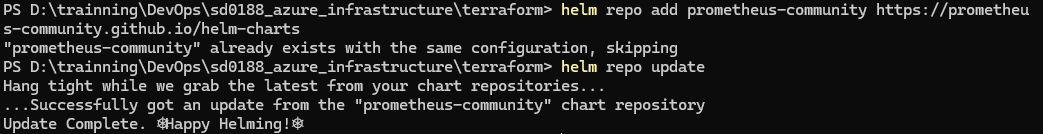 PS D:\trainning\DevOps\sd0188_azure_infrastructure\terraform> helm repo add prometheus-community https://prometheu
s-community.github.io/helm-charts
"prometheus-community" already exists with the same configuration, skipping
PS D:\trainning\DevOps\sd0188_azure_infrastructure\terraform> helm repo update
Hang tight while we grab the latest from your chart repositories...
...Successfully got an update from the "prometheus-community" chart repository
Update Complete. ⎈Happy Helming!⎈